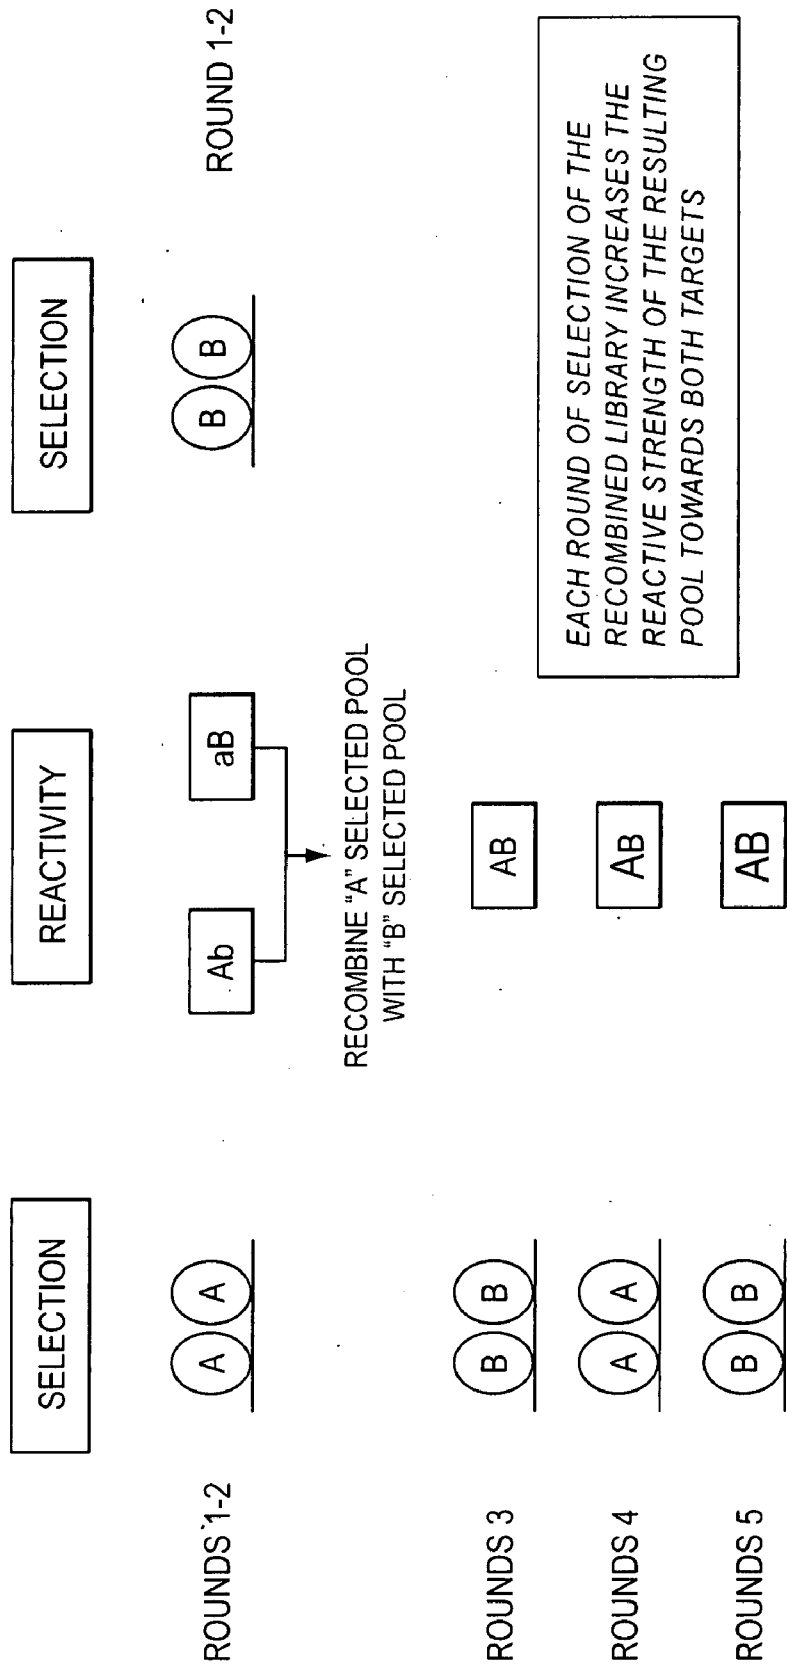 SELECTION
REACTIVITY
SELECTION
ROUNDS 1-2
A A
Ab
aB
B B
ROUND 1-2
RECOMBINE "A" SELECTED POOL
WITH "B" SELECTED POOL
ROUNDS 3
B B
AB
ROUNDS 4
A A
AB
ROUNDS 5
B B
AB
EACH ROUND OF SELECTION OF THE
RECOMBINED LIBRARY INCREASES THE
REACTIVE STRENGTH OF THE RESULTING
POOL TOWARDS BOTH TARGETS